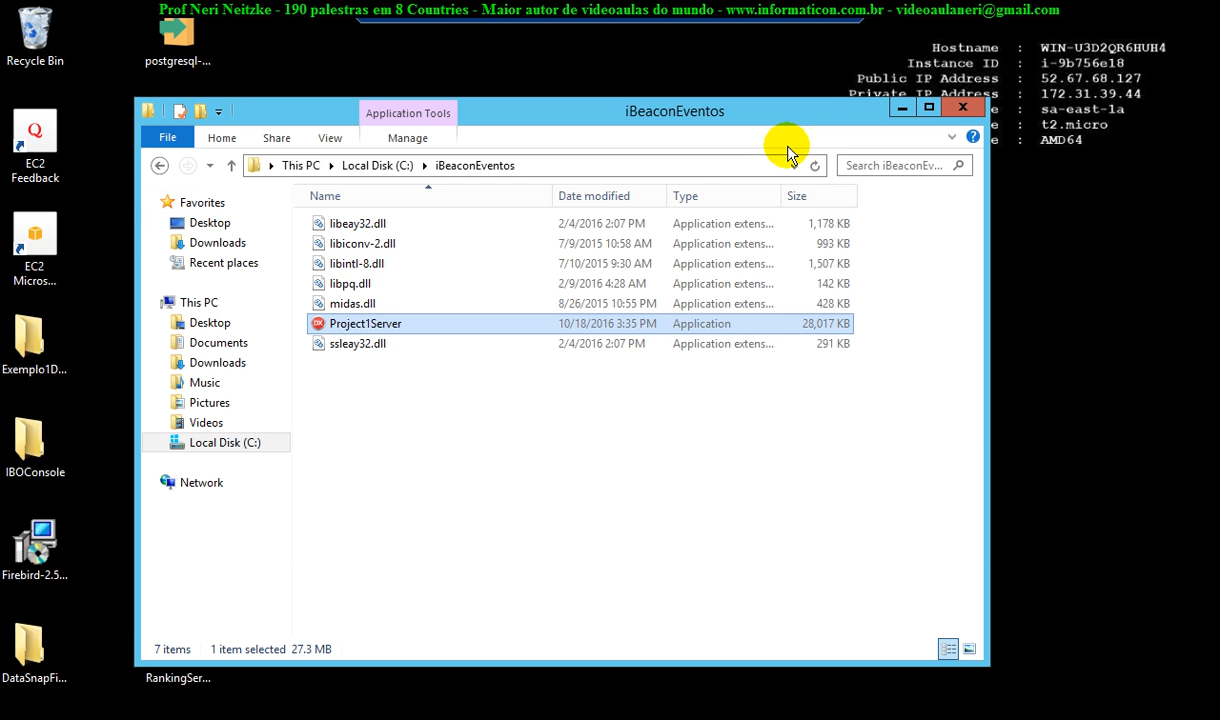 Prof Neri Neitzke - 190 palestras em 8 Countries - Maior autor de videoaulas do mundo - www.informaticon.com.br - videoaulaneri@gmail.com
Recycle Bin
postgresql-...
Hostname : WIN-U3D2QR6HUH4
Instance ID : i-9b756e18
Public IP Address : 52.67.68.127
Private IP Address : 172.31.39.44
e : sa-east-1a
e : t2.micro
e : AMD64
Application Tools
iBeaconEventos
File Home Share View Manage
This PC Local Disk (C:) iBeaconEventos
Search iBeaconEv...
EC2
Feedback
EC2
Micros...
Exemplo1D...
IBOConsole
Firebird-2.5...
DataSnapFi...
RankingSer...
Favorites
Desktop
Downloads
Recent places
This PC
Desktop
Documents
Downloads
Music
Pictures
Videos
Local Disk (C:)
Network
Name Date modified Type Size
libeay32.dll 2/4/2016 2:07 PM Application extens... 1,178 KB
libiconv-2.dll 7/9/2015 10:58 AM Application extens... 993 KB
libintl-8.dll 7/10/2015 9:30 AM Application extens... 1,507 KB
libpq.dll 2/9/2016 4:28 AM Application extens... 142 KB
midas.dll 8/26/2015 10:55 PM Application extens... 428 KB
Project1Server 10/18/2016 3:35 PM Application 28,017 KB
ssleay32.dll 2/4/2016 2:07 PM Application extens... 291 KB
7 items 1 item selected 27.3 MB